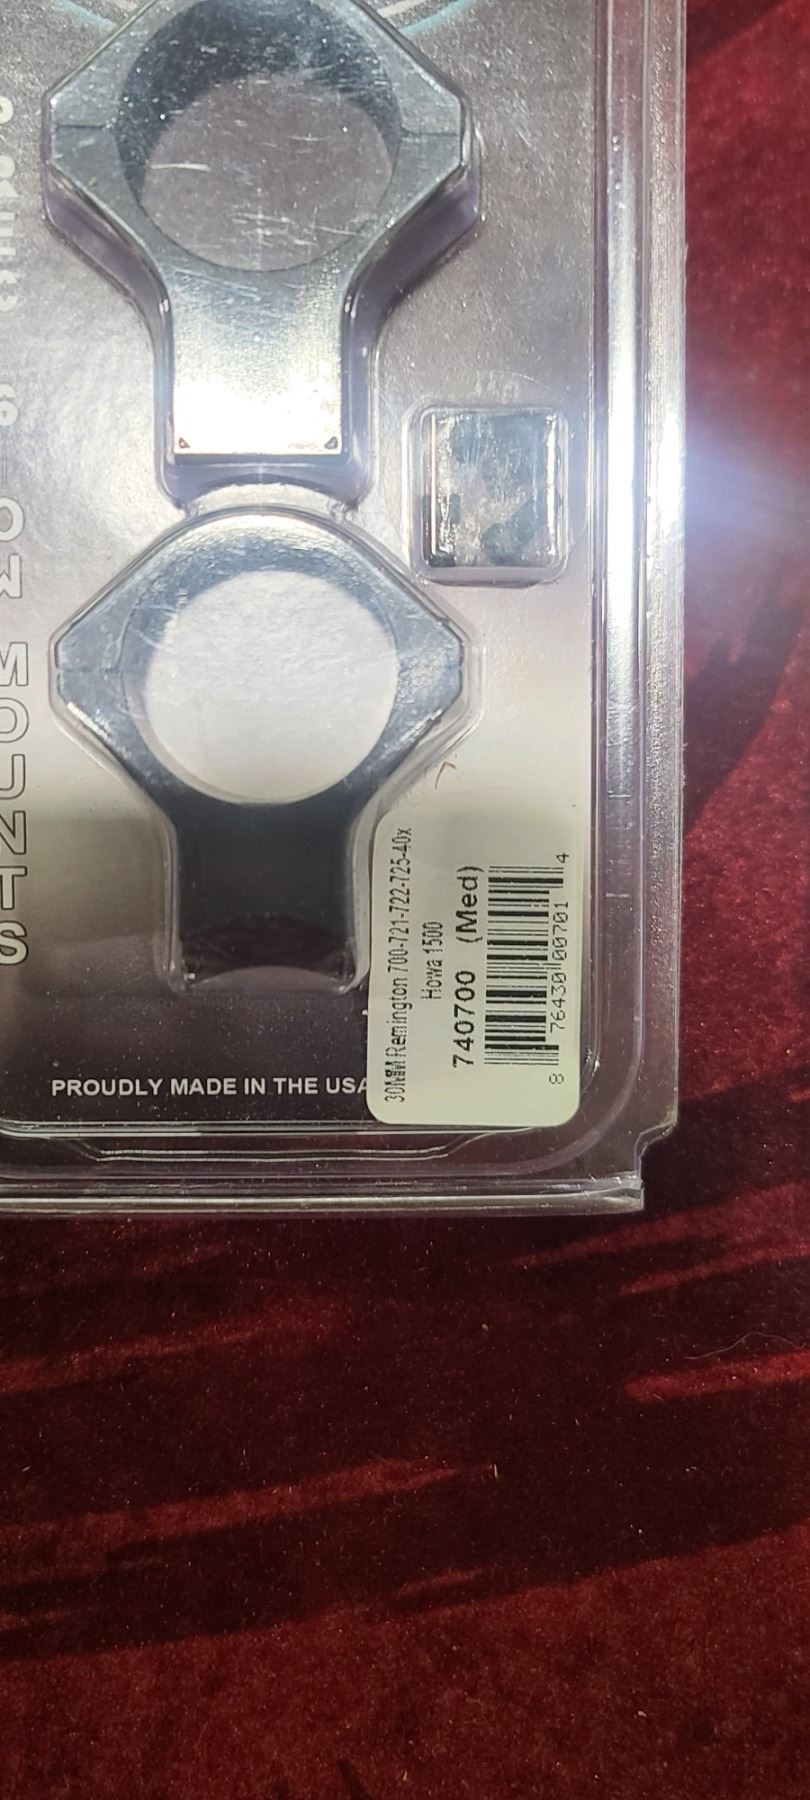 OR MOUNTS
PROUDLY MADE IN THE USA
30MM Remington 700-721-722-725-40x
Howa 1500
740700 (Med)
8 76430 00701 4